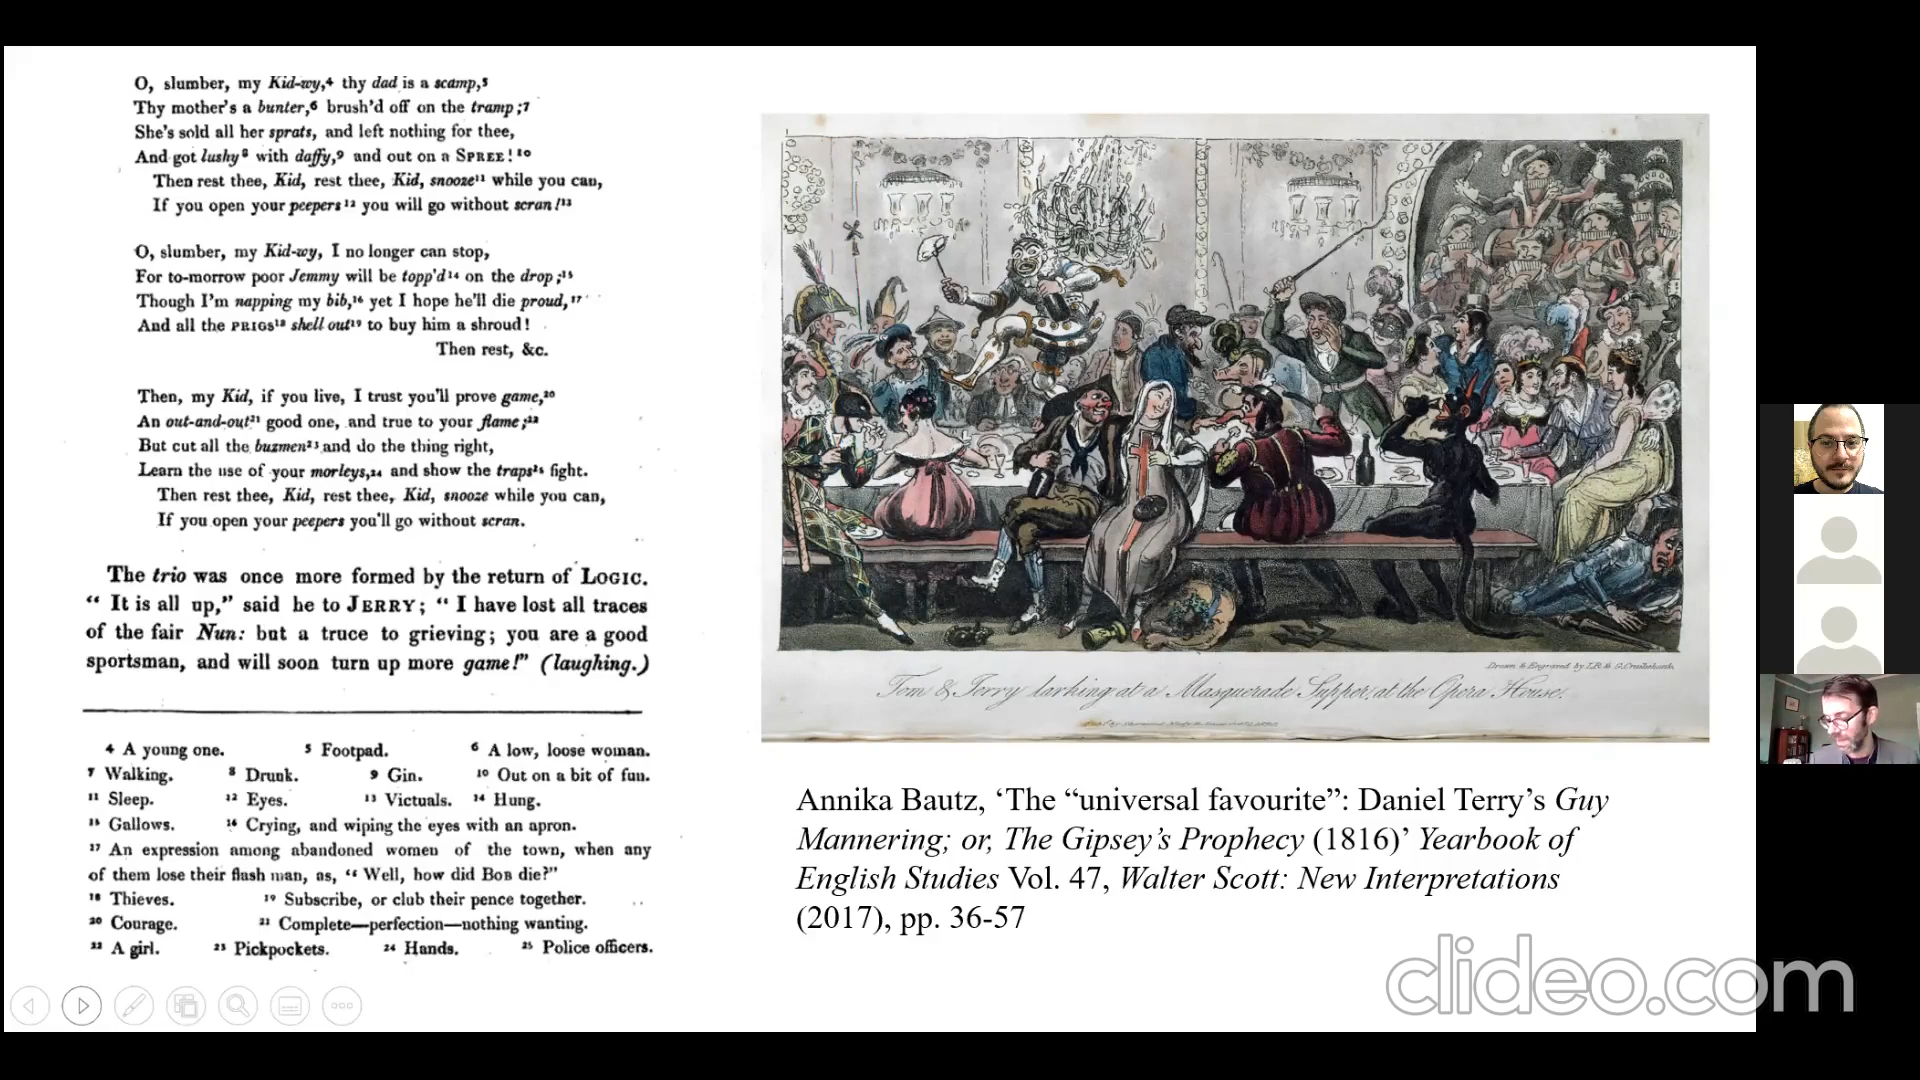 O, slumber, my Kid-wy,⁴ thy dad is a scamp,⁵
Thy mother's a bunter,⁶ brush'd off on the tramp;⁷
She's sold all her sprats, and left nothing for thee,
And got lushy⁸ with daffy,⁹ and out on a SPREE!¹⁰
Then rest thee, Kid, rest thee, Kid, snooze¹¹ while you can,
If you open your peepers¹² you will go without scran!¹³
O, slumber, my Kid-wy, I no longer can stop,
For to-morrow poor Jemmy will be topp'd¹⁴ on the drop;¹⁵
Though I'm napping my bib,¹⁶ yet I hope he'll die proud,¹⁷
And all the PRIGS¹⁸ shell out¹⁹ to buy him a shroud!
Then rest, &c.
Then, my Kid, if you live, I trust you'll prove game,²⁰
An out-and-out²¹ good one, and true to your flame;²²
But cut all the buzmen²³ and do the thing right,
Learn the use of your morleys,²⁴ and show the traps²⁵ fight.
Then rest thee, Kid, rest thee, Kid, snooze while you can,
If you open your peepers you'll go without scran.
The trio was once more formed by the return of LOGIC.
“ It is all up,” said he to JERRY; “ I have lost all traces
of the fair Nun: but a truce to grieving; you are a good
sportsman, and will soon turn up more game!” (laughing.)
⁴ A young one. ⁵ Footpad. ⁶ A low, loose woman.
⁷ Walking. ⁸ Drunk. ⁹ Gin. ¹⁰ Out on a bit of fun.
¹¹ Sleep. ¹² Eyes. ¹³ Victuals. ¹⁴ Hung.
¹⁵ Gallows. ¹⁶ Crying, and wiping the eyes with an apron.
¹⁷ An expression among abandoned women of the town, when any
of them lose their flash man, as, “ Well, how did BOB die?”
¹⁸ Thieves. ¹⁹ Subscribe, or club their pence together.
²⁰ Courage. ²¹ Complete—perfection—nothing wanting.
²² A girl. ²³ Pickpockets. ²⁴ Hands. ²⁵ Police officers.
Drawn & Engraved by I.R. & G. Cruikshank
Tom & Jerry larking at a Masquerade Supper, at the Opera House.
Annika Bautz, ‘The “universal favourite”: Daniel Terry’s Guy
Mannering; or, The Gipsey’s Prophecy (1816)’ Yearbook of
English Studies Vol. 47, Walter Scott: New Interpretations
(2017), pp. 36-57
clideo.com